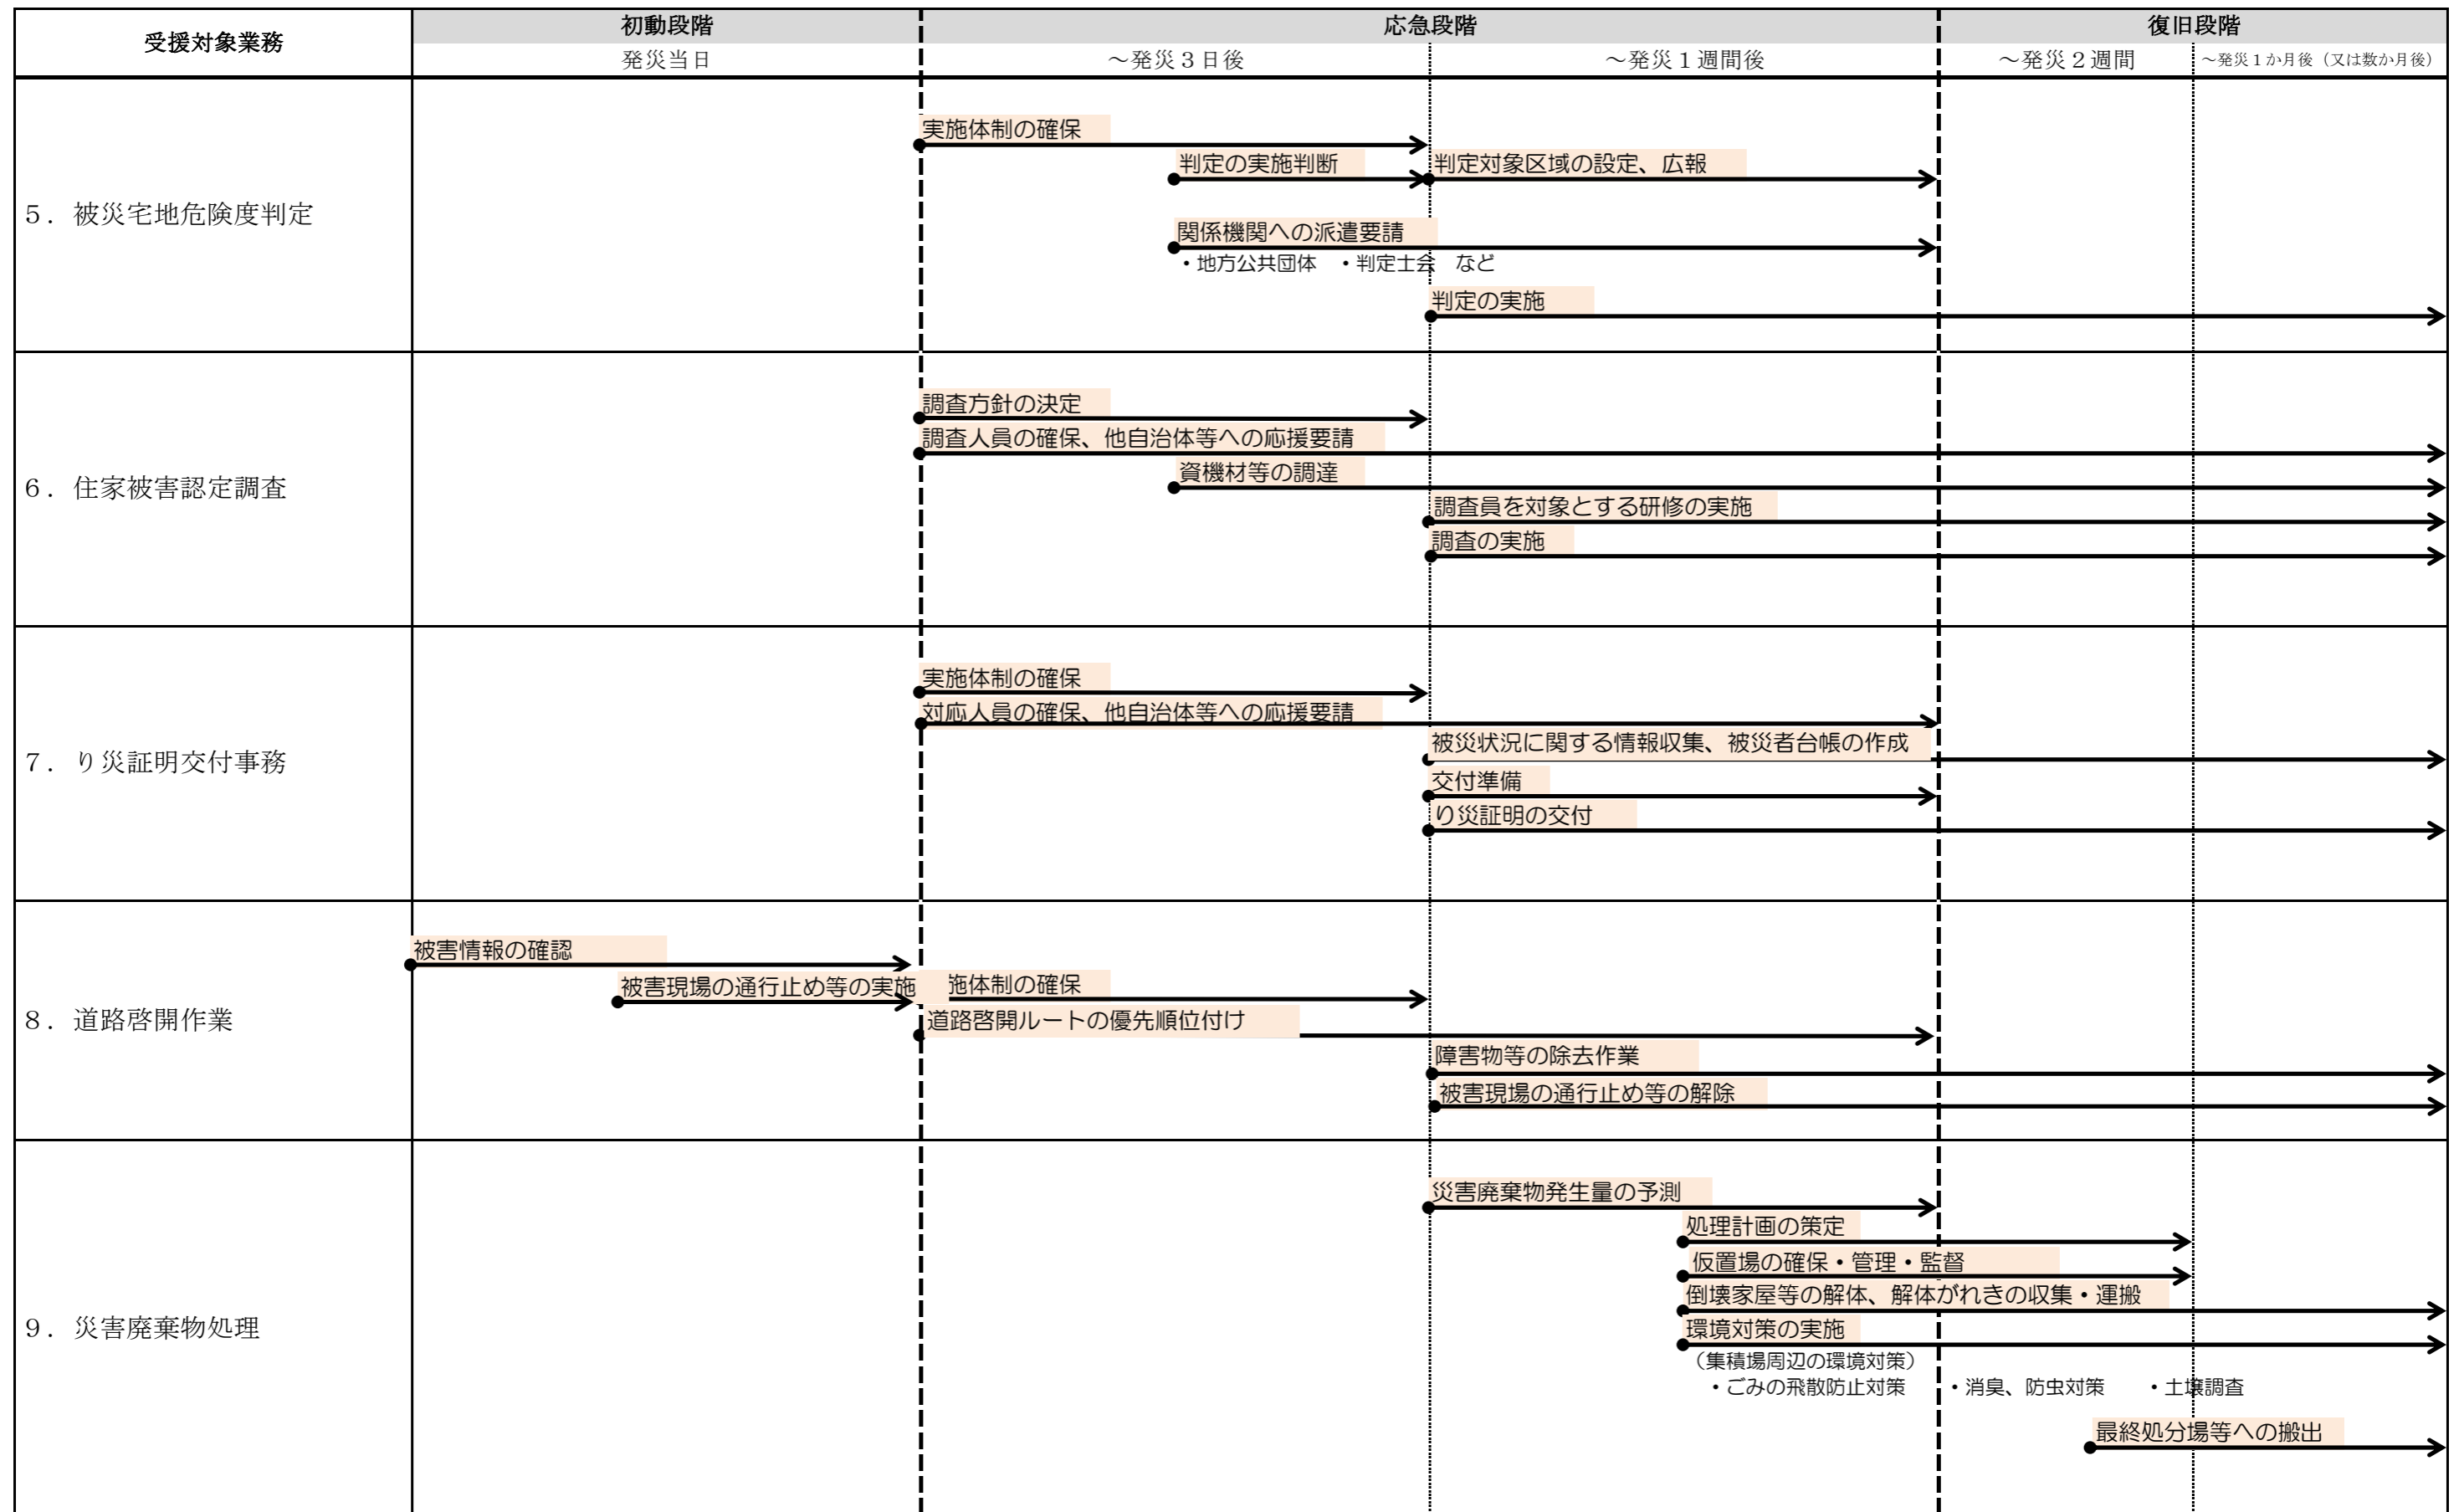 受援対象業務
初動段階
応急段階
復旧段階
発災当日
～発災３日後
～発災１週間後
～発災２週間
～発災１か月後（又は数か月後）
５．被災宅地危険度判定
実施体制の確保
判定の実施判断
判定対象区域の設定、広報
関係機関への派遣要請
・地方公共団体　・判定士会　など
判定の実施
６．住家被害認定調査
調査方針の決定
調査人員の確保、他自治体等への応援要請
資機材等の調達
調査員を対象とする研修の実施
調査の実施
７．り災証明交付事務
実施体制の確保
対応人員の確保、他自治体等への応援要請
被災状況に関する情報収集、被災者台帳の作成
交付準備
り災証明の交付
８．道路啓開作業
被害情報の確認
被害現場の通行止め等の実施
施体制の確保
道路啓開ルートの優先順位付け
障害物等の除去作業
被害現場の通行止め等の解除
９．災害廃棄物処理
災害廃棄物発生量の予測
処理計画の策定
仮置場の確保・管理・監督
倒壊家屋等の解体、解体がれきの収集・運搬
環境対策の実施
（集積場周辺の環境対策）
・ごみの飛散防止対策　　・消臭、防虫対策　　・土壌調査
最終処分場等への搬出